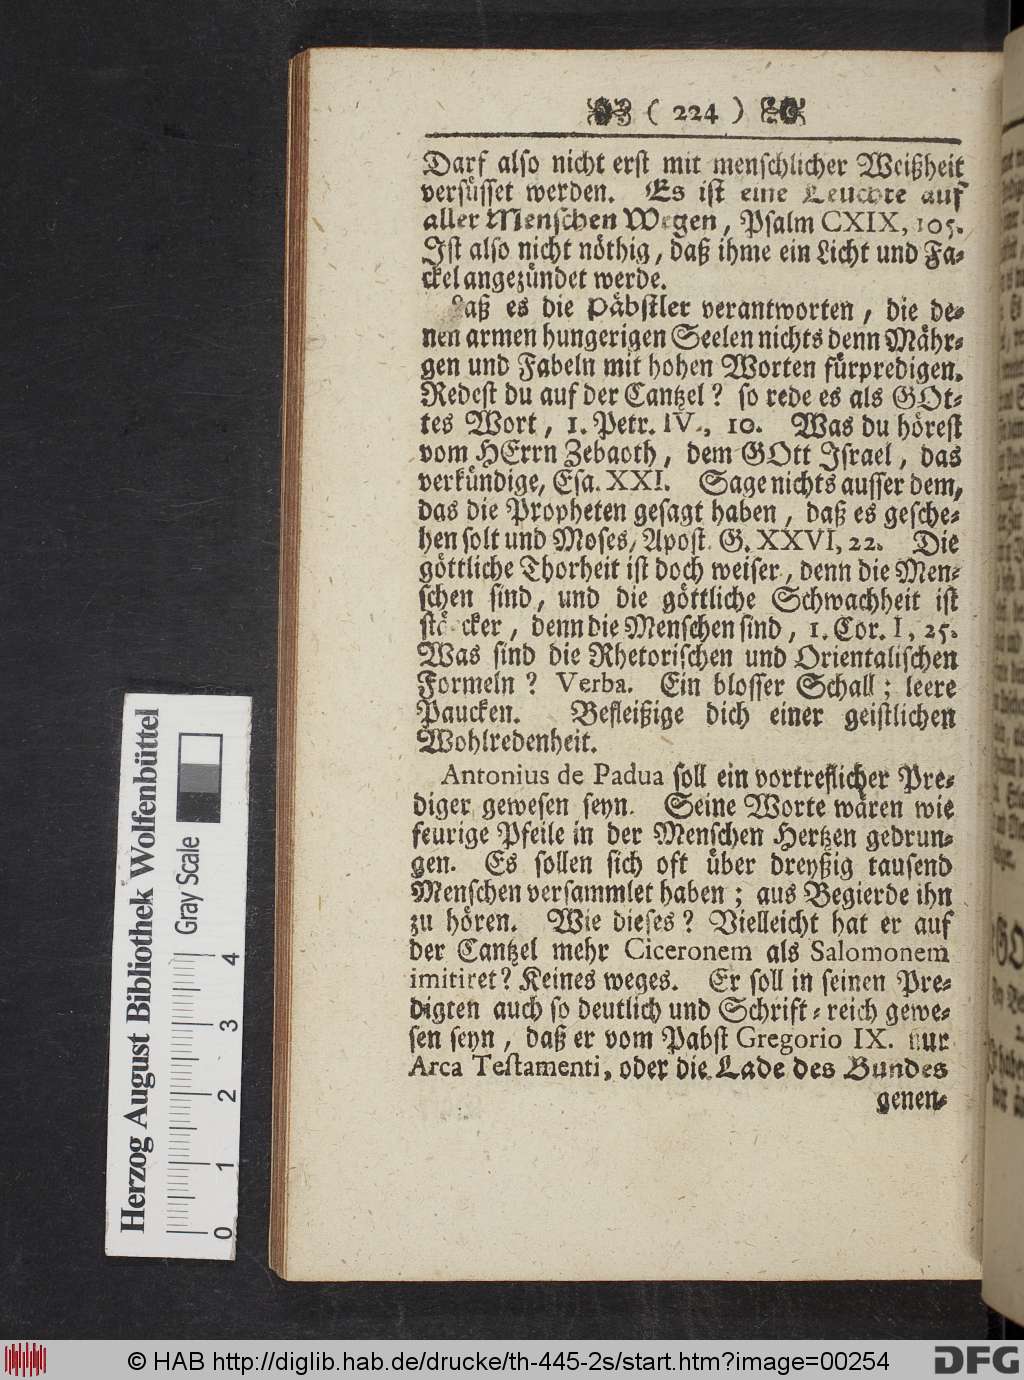 ( 224 )
Darf also nicht erst mit menschlicher Weißheit
versüsset werden. Es ist eine Leuchte auf
aller Menschen Wegen, Psalm CXIX, 105.
Ist also nicht nöthig, daß ihme ein Licht und Fa-
ckel angezündet werde.
Laß es die Päbstler verantworten, die de-
nen armen hungerigen Seelen nichts denn Mähr-
gen und Fabeln mit hohen Worten fürpredigen.
Redest du auf der Cantzel? so rede es als GOt-
tes Wort, 1. Petr. IV., 10. Was du hörest
vom HErrn Zebaoth, dem GOtt Israel, das
verkündige, Esa. XXI. Sage nichts ausser dem,
das die Propheten gesagt haben, daß es gesche-
hen solt und Moses, Apost. G. XXVI, 22. Die
göttliche Thorheit ist doch weiser, denn die Men-
schen sind, und die göttliche Schwachheit ist
stärcker, denn die Menschen sind, 1. Cor. I, 25.
Was sind die Rhetorischen und Orientalischen
Formeln? Verba. Ein blosser Schall; leere
Paucken. Befleißige dich einer geistlichen
Wohlredenheit.
Antonius de Padua soll ein vortreflicher Pre-
diger gewesen seyn. Seine Worte wären wie
feurige Pfeile in der Menschen Hertzen gedrun-
gen. Es sollen sich oft über dreyßig tausend
Menschen versammlet haben; aus Begierde ihn
zu hören. Wie dieses? Vielleicht hat er auf
der Cantzel mehr Ciceronem als Salomonem
imitiret? Keines weges. Er soll in seinen Pre-
digten auch so deutlich und Schrift-reich gewe-
sen seyn, daß er vom Pabst Gregorio IX. nur
Arca Testamenti, oder die Lade des Bundes
genen-
Herzog August Bibliothek Wolfenbüttel
Gray Scale
0 1 2 3 4
© HAB http://diglib.hab.de/drucke/th-445-2s/start.htm?image=00254
DFG